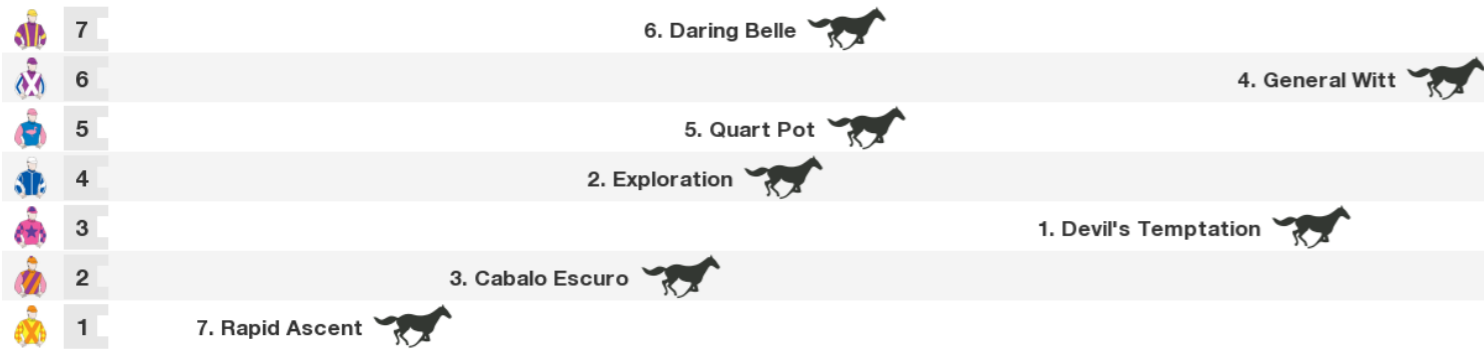 7 6. Daring Belle
6 4. General Witt
5 5. Quart Pot
4 2. Exploration
3 1. Devil's Temptation
2 3. Cabalo Escuro
1 7. Rapid Ascent